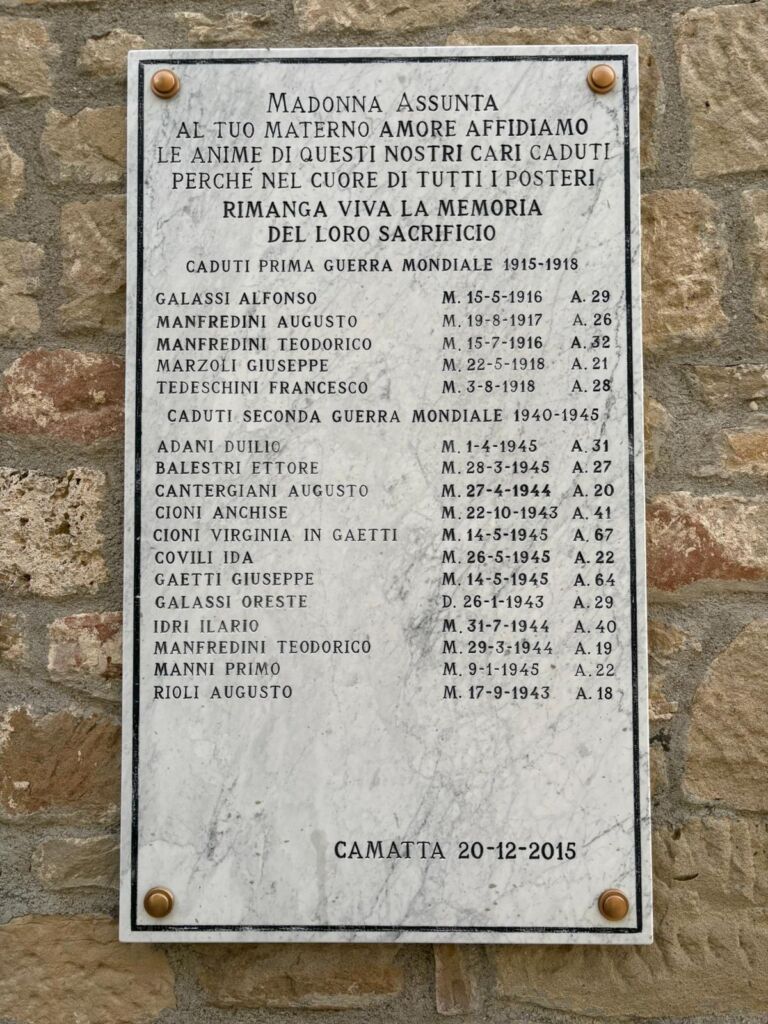 MADONNA ASSUNTA
AL TUO MATERNO AMORE AFFIDIAMO
LE ANIME DI QUESTI NOSTRI CARI CADUTI
PERCHÉ NEL CUORE DI TUTTI I POSTERI
RIMANGA VIVA LA MEMORIA
DEL LORO SACRIFICIO
CADUTI PRIMA GUERRA MONDIALE 1915-1918
GALASSI ALFONSO M. 15-5-1916 A. 29
MANFREDINI AUGUSTO M. 19-8-1917 A. 26
MANFREDINI TEODORICO M. 15-7-1916 A. 32
MARZOLI GIUSEPPE M. 22-5-1918 A. 21
TEDESCHINI FRANCESCO M. 3-8-1918 A. 28
CADUTI SECONDA GUERRA MONDIALE 1940-1945
ADANI DUILIO M. 1-4-1945 A. 31
BALESTRI ETTORE M. 28-3-1945 A. 27
CANTERGIANI AUGUSTO M. 27-4-1944 A. 20
CIONI ANCHISE M. 22-10-1943 A. 41
CIONI VIRGINIA IN GAETTI M. 14-5-1945 A. 67
COVILI IDA M. 26-5-1945 A. 22
GAETTI GIUSEPPE M. 14-5-1945 A. 64
GALASSI ORESTE D. 26-1-1943 A. 29
IDRI ILARIO M. 31-7-1944 A. 40
MANFREDINI TEODORICO M. 29-3-1944 A. 19
MANNI PRIMO M. 9-1-1945 A. 22
RIOLI AUGUSTO M. 17-9-1943 A. 18
CAMATTA 20-12-2015